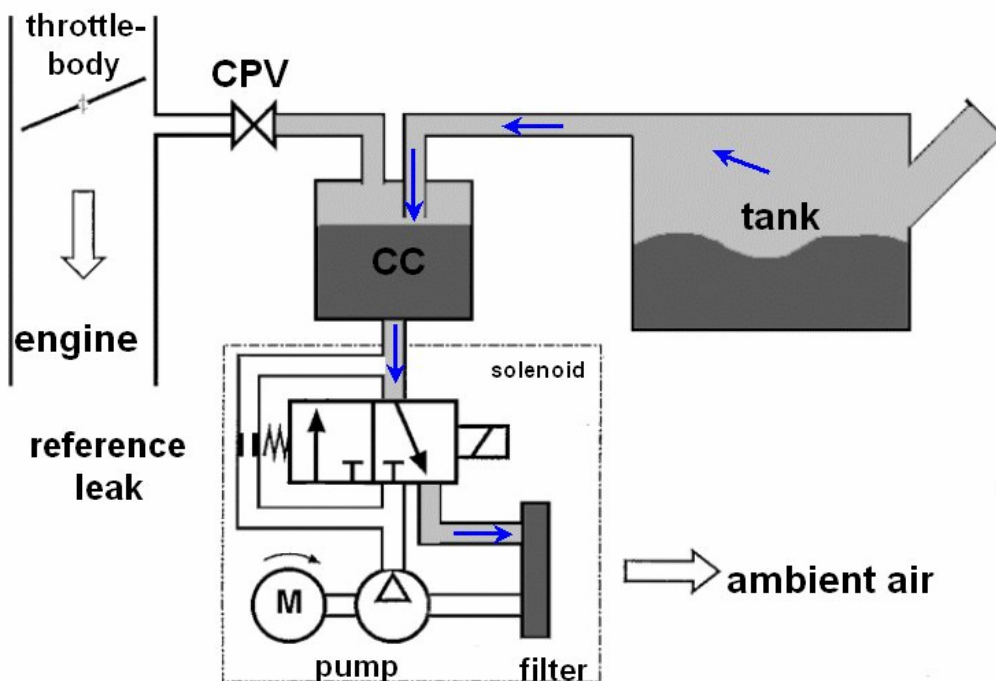 throttle-
body
CPV
tank
CC
engine
solenoid
reference
leak
M
ambient air
pump
filter